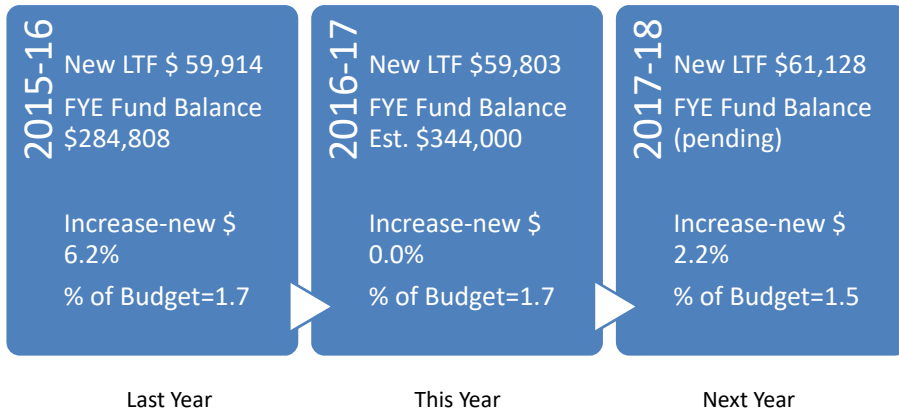 2015-16
New LTF $ 59,914
FYE Fund Balance
$284,808
Increase-new $
6.2%
% of Budget=1.7
2016-17
New LTF $59,803
FYE Fund Balance
Est. $344,000
Increase-new $
0.0%
% of Budget=1.7
2017-18
New LTF $61,128
FYE Fund Balance
(pending)
Increase-new $
2.2%
% of Budget=1.5
Last Year
This Year
Next Year